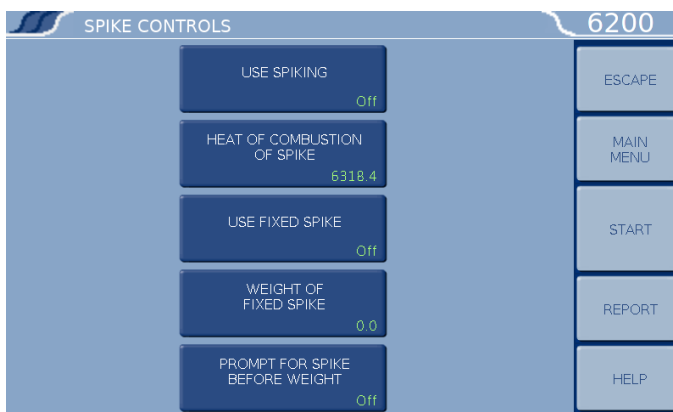 SPIKE CONTROLS
6200
USE SPIKING
Off
HEAT OF COMBUSTION
OF SPIKE
6318.4
USE FIXED SPIKE
Off
WEIGHT OF
FIXED SPIKE
0.0
PROMPT FOR SPIKE
BEFORE WEIGHT
Off
ESCAPE
MAIN
MENU
START
REPORT
HELP